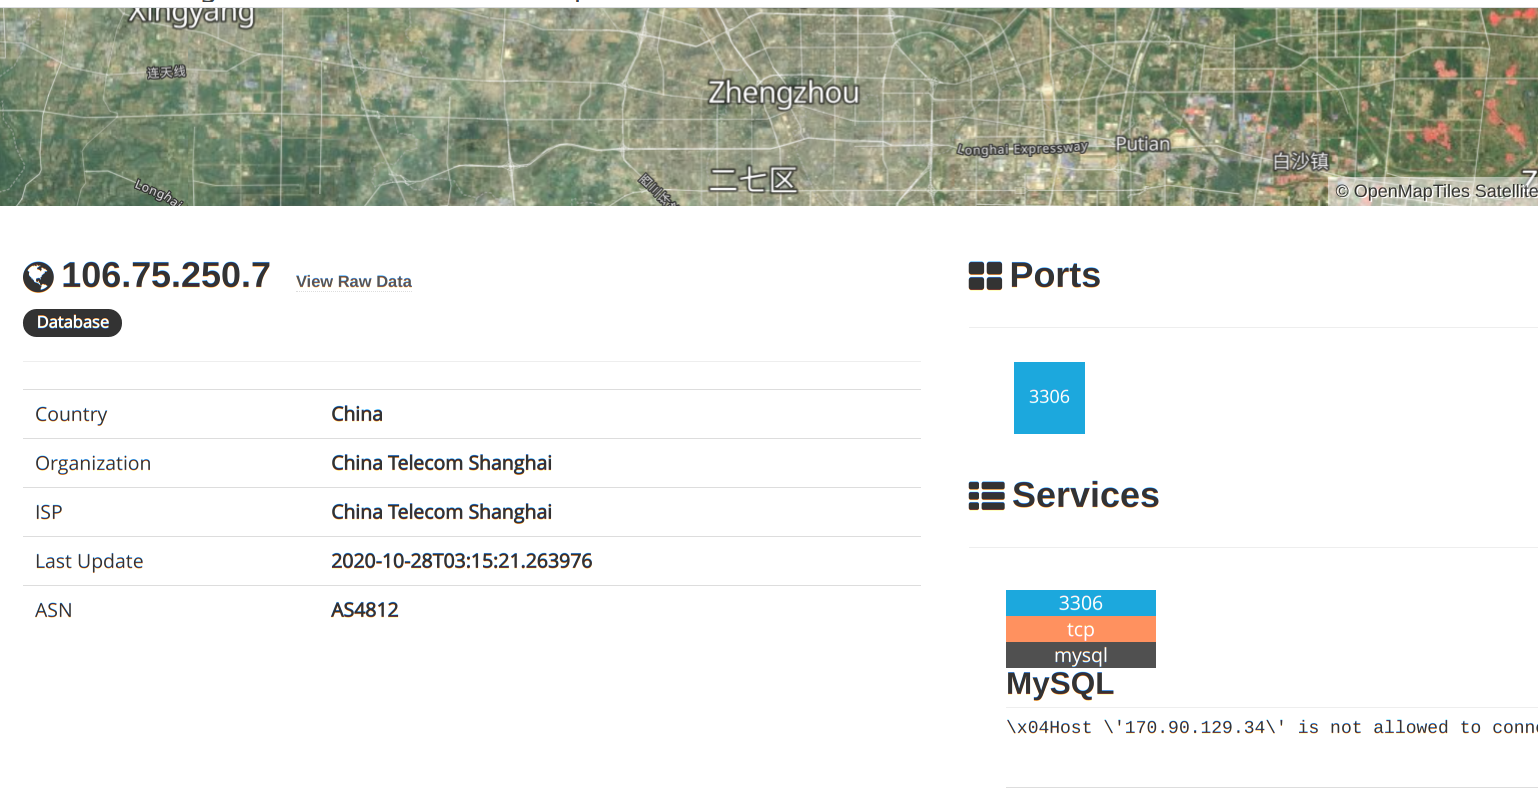 Xingyang
连天线
Zhengzhou
Longhai Expressway
Putian
白沙镇
Longhai
二七区
© OpenMapTiles Satellite
106.75.250.7
View Raw Data
Database
Country China
Organization China Telecom Shanghai
ISP China Telecom Shanghai
Last Update 2020-10-28T03:15:21.263976
ASN AS4812
Ports
3306
Services
3306
tcp
mysql
MySQL
\x04Host \'170.90.129.34\' is not allowed to conn